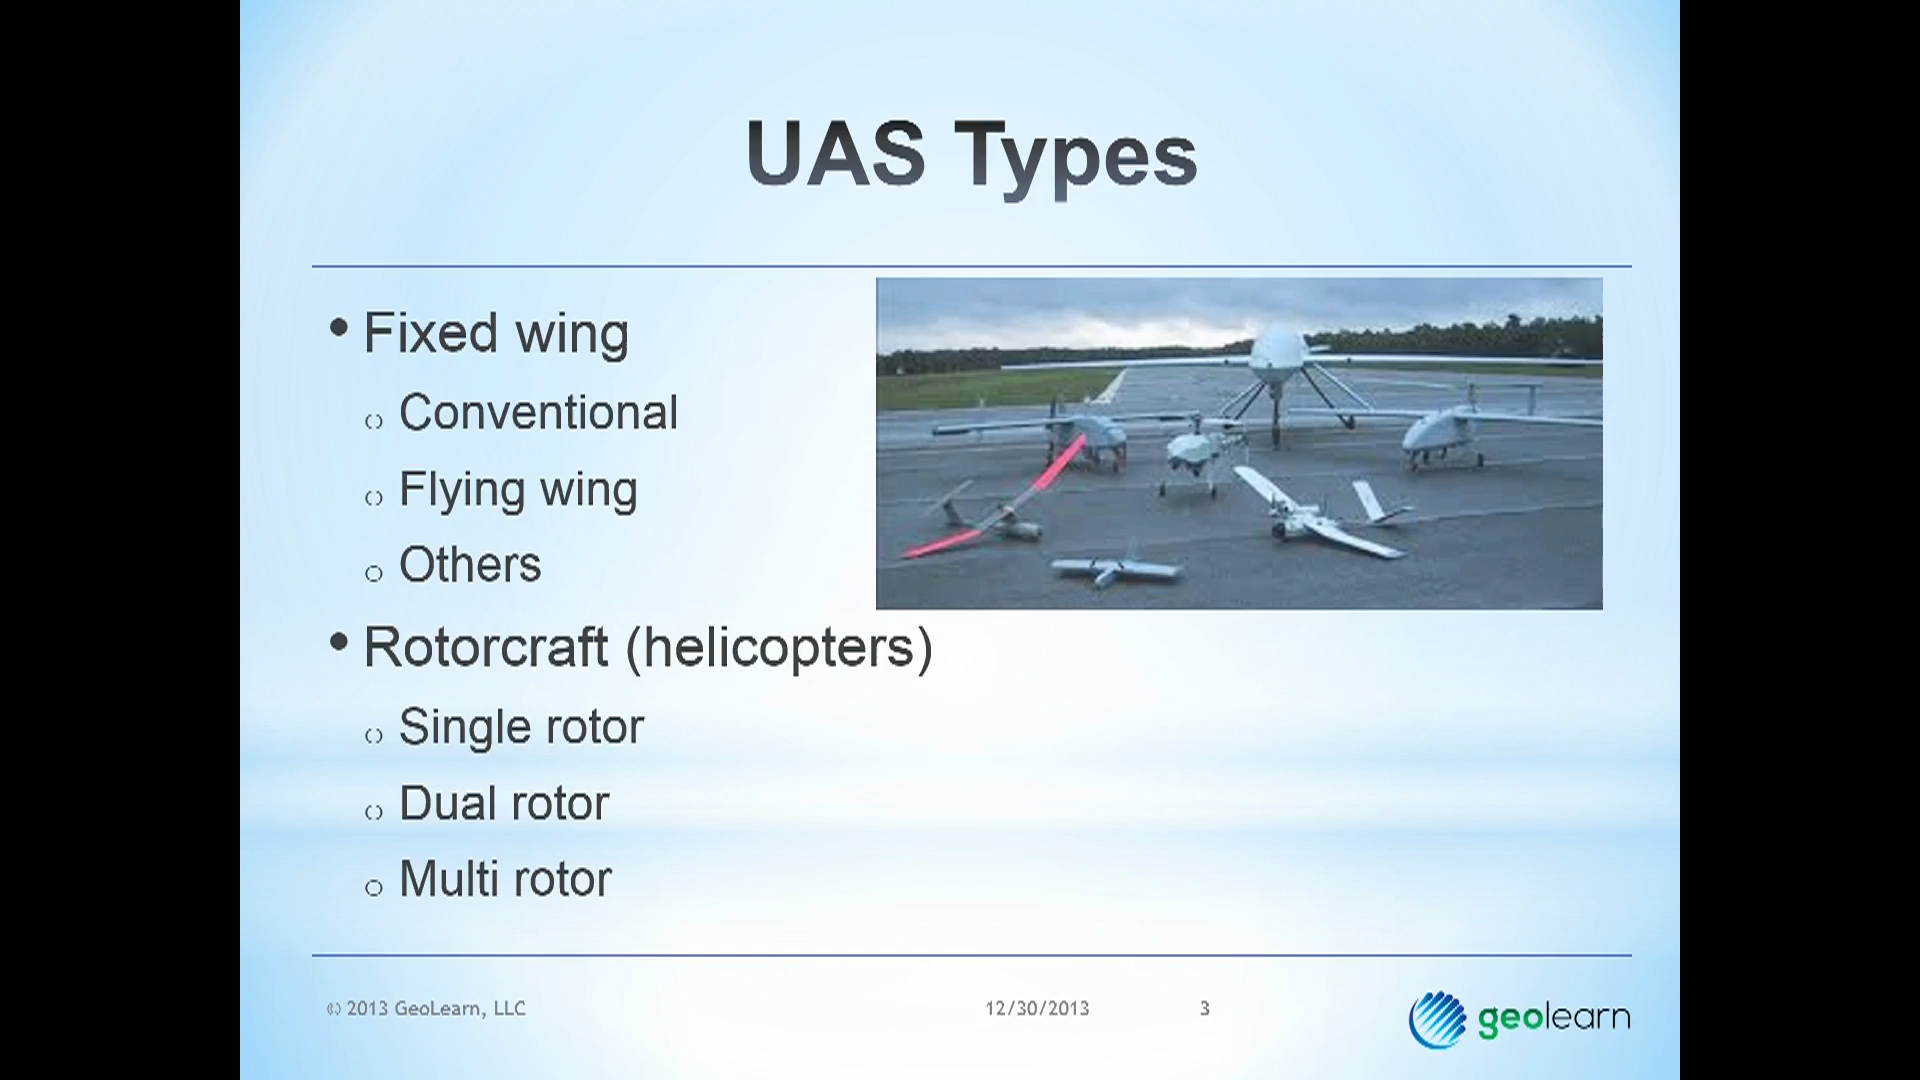 UAS Types
• Fixed wing
○ Conventional
○ Flying wing
○ Others
• Rotorcraft (helicopters)
○ Single rotor
○ Dual rotor
○ Multi rotor
© 2013 GeoLearn, LLC 12/30/2013 3
geolearn